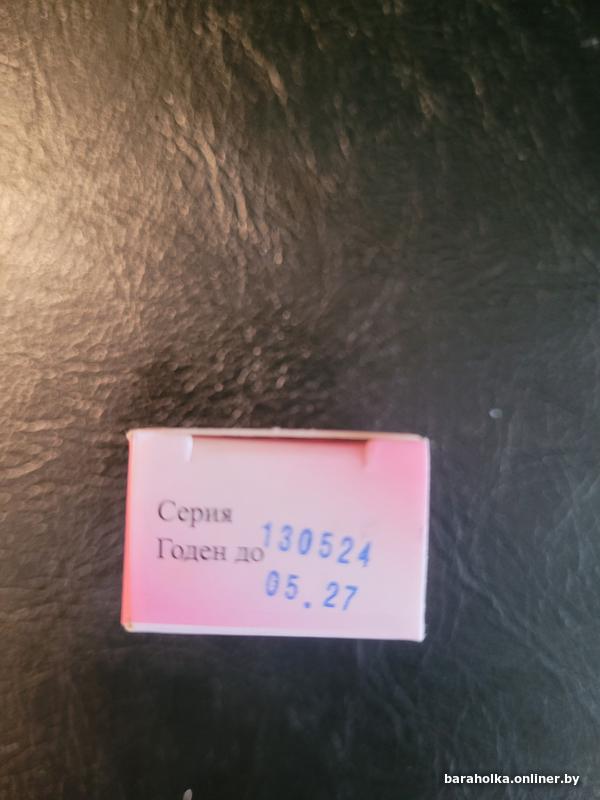 Серия
Годен до 130524
05.27
baraholka.onliner.by